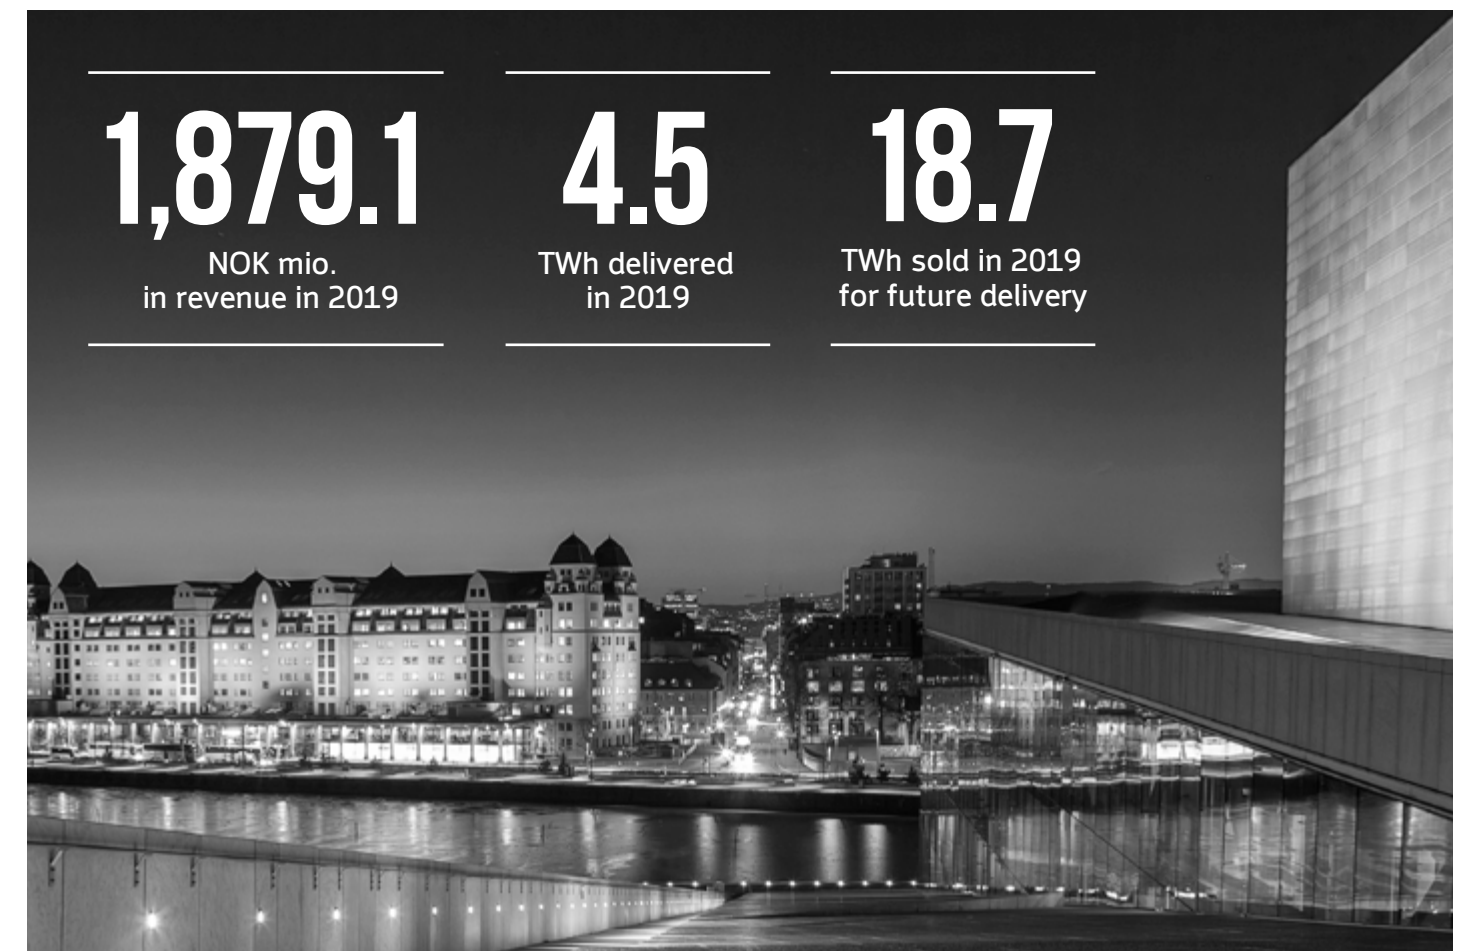 1,879.1
NOK mio.
in revenue in 2019
4.5
TWh delivered
in 2019
18.7
TWh sold in 2019
for future delivery